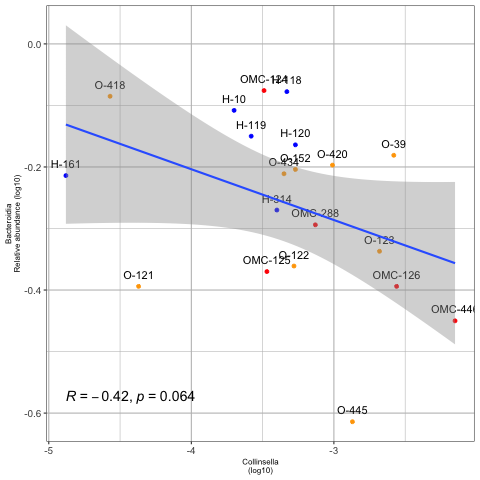 0.0
-0.2
-0.4
-0.6
Bacteroidia
Relative abundance (log10)
O-418
OMC-124
H-118
H-10
H-119
H-120
O-39
O-420
O-152
O-434
H-161
H-314
OMC-288
O-123
O-122
OMC-125
O-121
OMC-126
OMC-446
R = −0.42, p = 0.064
O-445
-5
-4
-3
Collinsella
(log10)